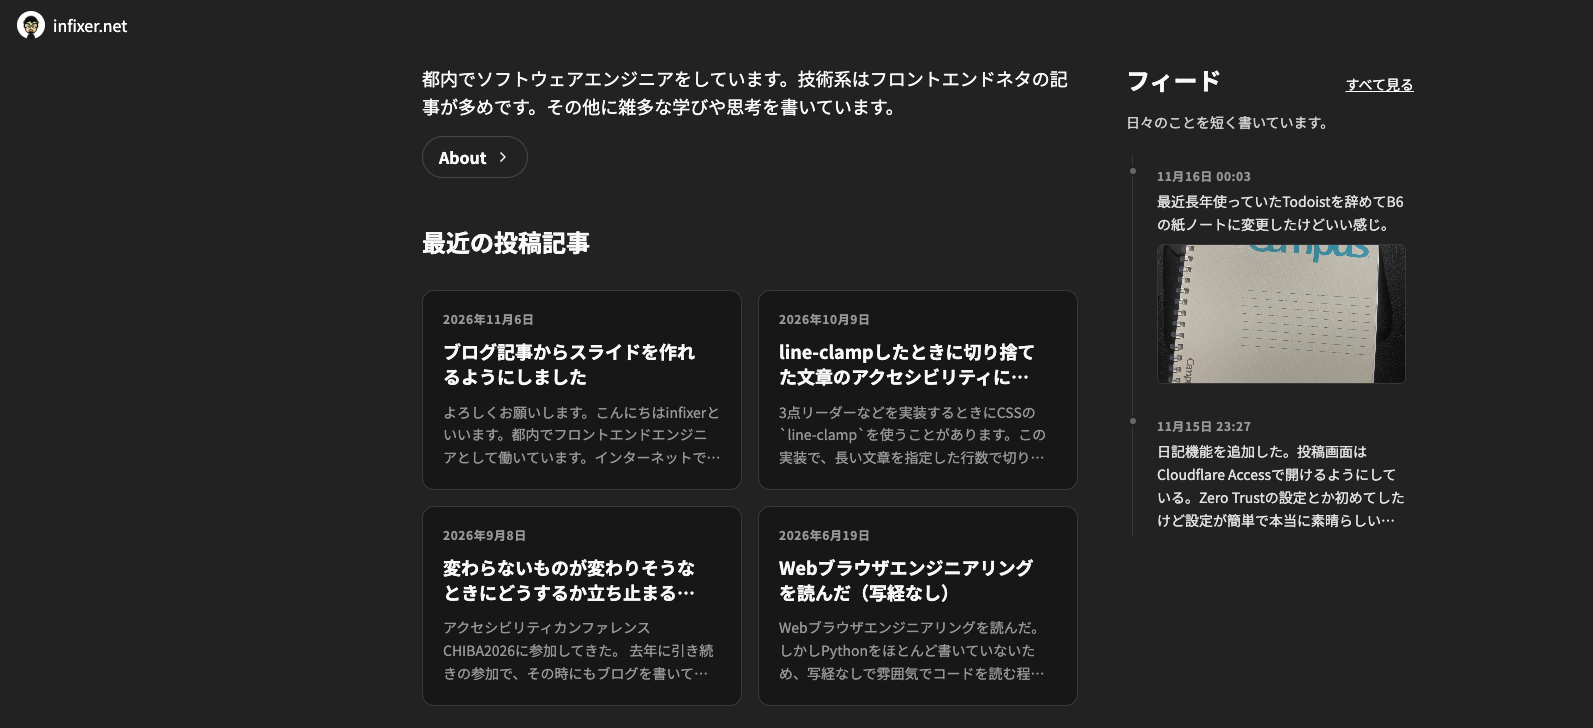 infixer.net
都内でソフトウェアエンジニアをしています。技術系はフロントエンドネタの記
事が多めです。その他に雑多な学びや思考を書いています。
About
最近の投稿記事
2026年11月6日
ブログ記事からスライドを作れ
るようにしました
よろしくお願いします。こんにちはinfixerと
いいます。都内でフロントエンドエンジニ
アとして働いています。インターネットで…
2026年10月9日
line-clampしたときに切り捨て
た文章のアクセシビリティに…
3点リーダーなどを実装するときにCSSの
`line-clamp`を使うことがあります。この
実装で、長い文章を指定した行数で切り…
2026年9月8日
変わらないものが変わりそうな
ときにどうするか立ち止まる…
アクセシビリティカンファレンス
CHIBA2026に参加してきた。 去年に引き続
きの参加で、その時にもブログを書いて…
2026年6月19日
Webブラウザエンジニアリング
を読んだ（写経なし）
Webブラウザエンジニアリングを読んだ。
しかしPythonをほとんど書いていないた
め、写経なしで雰囲気でコードを読む程…
フィード
すべて見る
日々のことを短く書いています。
11月16日 00:03
最近長年使っていたTodoistを辞めてB6
の紙ノートに変更したけどいい感じ。
Campus
11月15日 23:27
日記機能を追加した。投稿画面は
Cloudflare Accessで開けるようにして
いる。Zero Trustの設定とか初めてした
けど設定が簡単で本当に素晴らしい…